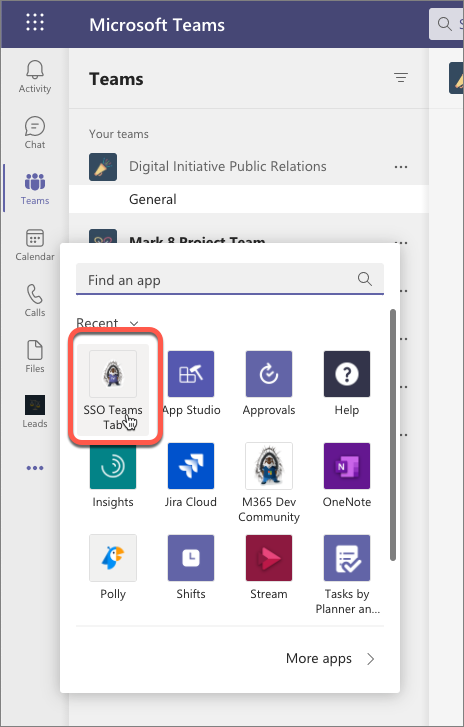 Microsoft Teams
Activity
Chat
Teams
Calendar
Calls
Files
Leads
Teams
Your teams
Digital Initiative Public Relations
General
Mark 8 Project Team
Find an app
Recent
SSO Teams
Tab
App Studio
Approvals
Help
Insights
Jira Cloud
M365 Dev
Community
OneNote
Polly
Shifts
Stream
Tasks by
Planner an...
More apps